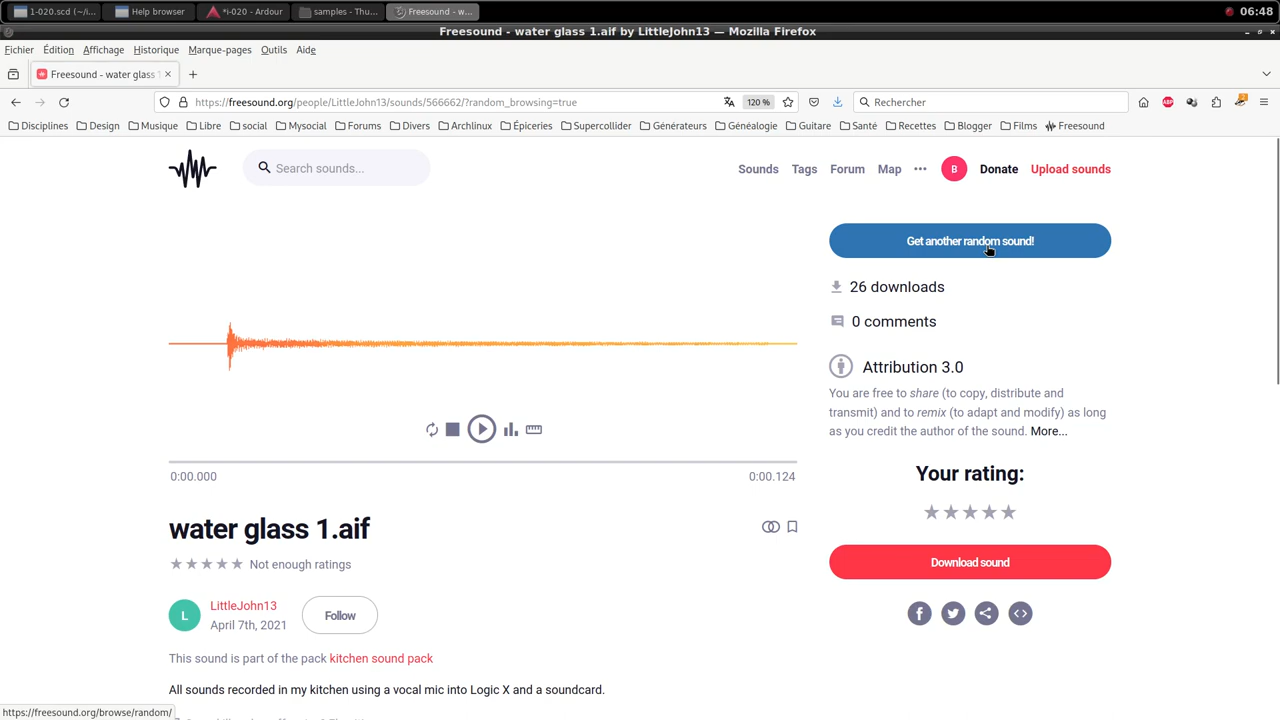 1-020.scd (~/i...
Help browser
*i-020 - Ardour
samples - Thu...
Freesound - w...
06:48
Freesound - water glass 1.aif by LittleJohn13 — Mozilla Firefox
Fichier Édition Affichage Historique Marque-pages Outils Aide
Freesound - water glass 1
https://freesound.org/people/LittleJohn13/sounds/566662/?random_browsing=true
120 %
Rechercher
ABP
Disciplines Design Musique Libre social Mysocial Forums Divers Archlinux Épiceries Supercollider Générateurs Généalogie Guitare Santé Recettes Blogger Films Freesound
Search sounds...
Sounds Tags Forum Map B Donate Upload sounds
Get another random sound!
26 downloads
0 comments
Attribution 3.0
You are free to share (to copy, distribute and
transmit) and to remix (to adapt and modify) as long
as you credit the author of the sound. More...
Your rating:
Download sound
0:00.000
0:00.124
water glass 1.aif
Not enough ratings
L
LittleJohn13
April 7th, 2021
Follow
This sound is part of the pack kitchen sound pack
All sounds recorded in my kitchen using a vocal mic into Logic X and a soundcard.
https://freesound.org/browse/random/